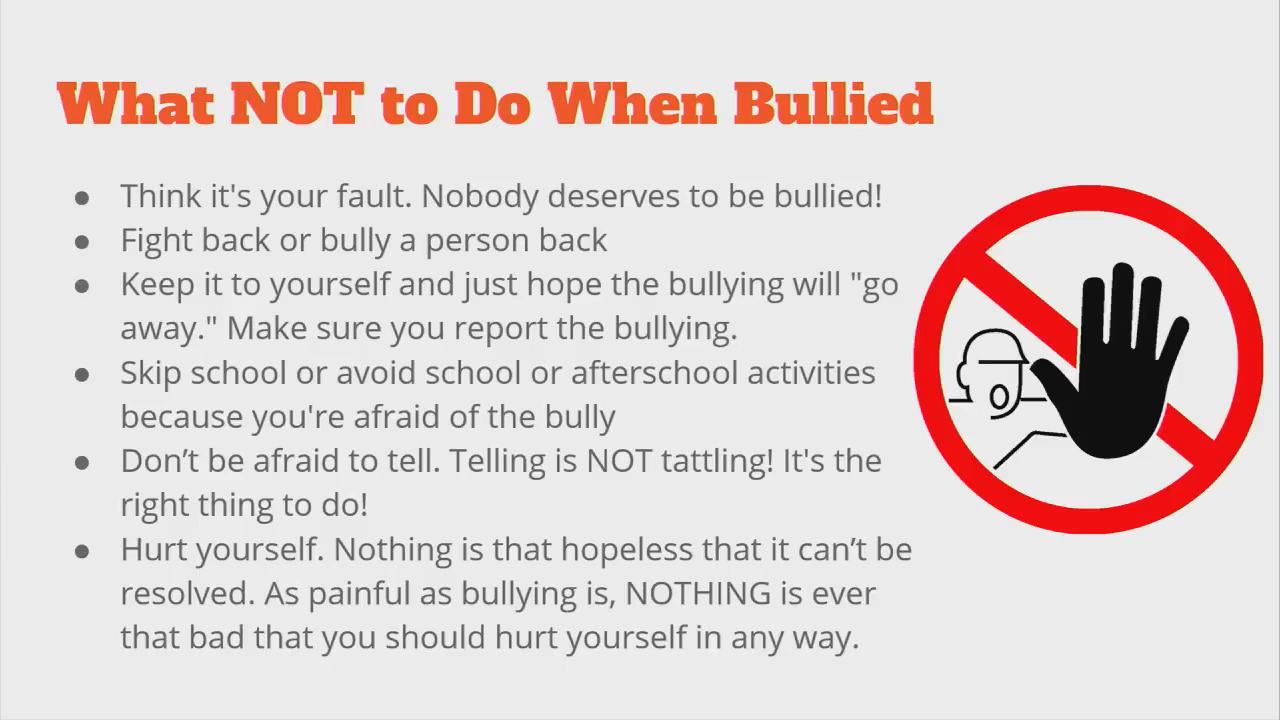 What NOT to Do When Bullied
● Think it's your fault. Nobody deserves to be bullied!
● Fight back or bully a person back
● Keep it to yourself and just hope the bullying will "go
away." Make sure you report the bullying.
● Skip school or avoid school or afterschool activities
because you're afraid of the bully
● Don’t be afraid to tell. Telling is NOT tattling! It's the
right thing to do!
● Hurt yourself. Nothing is that hopeless that it can’t be
resolved. As painful as bullying is, NOTHING is ever
that bad that you should hurt yourself in any way.